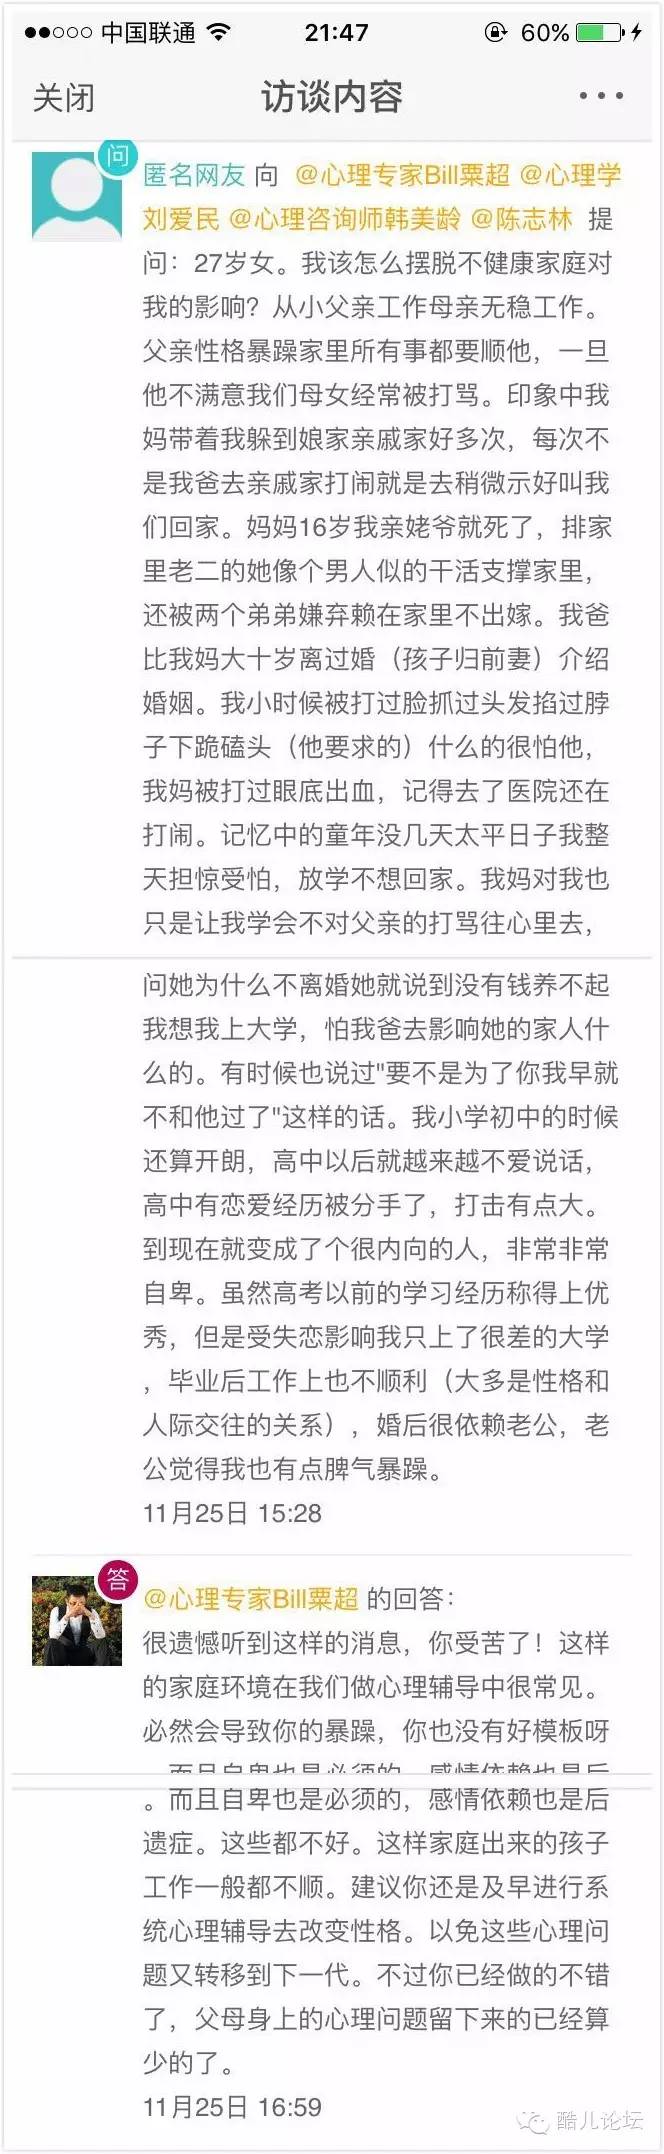 中国联通 21:47 60%
关闭 访谈内容
问
匿名网友 向 @心理专家Bill粟超 @心理学
刘爱民 @心理咨询师韩美龄 @陈志林 提
问：27岁女。我该怎么摆脱不健康家庭对
我的影响？从小父亲工作母亲无稳工作。
父亲性格暴躁家里所有事都要顺他，一旦
他不满意我们母女经常被打骂。印象中我
妈带着我躲到娘家亲戚家好多次，每次不
是我爸去亲戚家打闹就是去稍微示好叫我
们回家。妈妈16岁我亲姥爷就死了，排家
里老二的她像个男人似的干活支撑家里，
还被两个弟弟嫌弃赖在家里不出嫁。我爸
比我妈大十岁离过婚（孩子归前妻）介绍
婚姻。我小时候被打过脸抓过头发掐过脖
子下跪磕头（他要求的）什么的很怕他，
我妈被打过眼底出血，记得去了医院还在
打闹。记忆中的童年没几天太平日子我整
天担惊受怕，放学不想回家。我妈对我也
只是让我学会不对父亲的打骂往心里去，
问她为什么不离婚她就说到没有钱养不起
我想我上大学，怕我爸去影响她的家人什
么的。有时候也说过"要不是为了你我早就
不和他过了"这样的话。我小学初中的时候
还算开朗，高中以后就越来越不爱说话，
高中有恋爱经历被分手了，打击有点大。
到现在就变成了个很内向的人，非常非常
自卑。虽然高考以前的学习经历称得上优
秀，但是受失恋影响我只上了很差的大学
，毕业后工作上也不顺利（大多是性格和
人际交往的关系），婚后很依赖老公，老
公觉得我也有点脾气暴躁。
11月25日 15:28
答
@心理专家Bill粟超 的回答：
很遗憾听到这样的消息，你受苦了！这样
的家庭环境在我们做心理辅导中很常见。
必然会导致你的暴躁，你也没有好模板呀
。而且自卑也是必须的，感情依赖也是后
。而且自卑也是必须的，感情依赖也是后
遗症。这些都不好。这样家庭出来的孩子
工作一般都不顺。建议你还是及早进行系
统心理辅导去改变性格。以免这些心理问
题又转移到下一代。不过你已经做的不错
了，父母身上的心理问题留下来的已经算
少的了。
11月25日 16:59
酷儿论坛